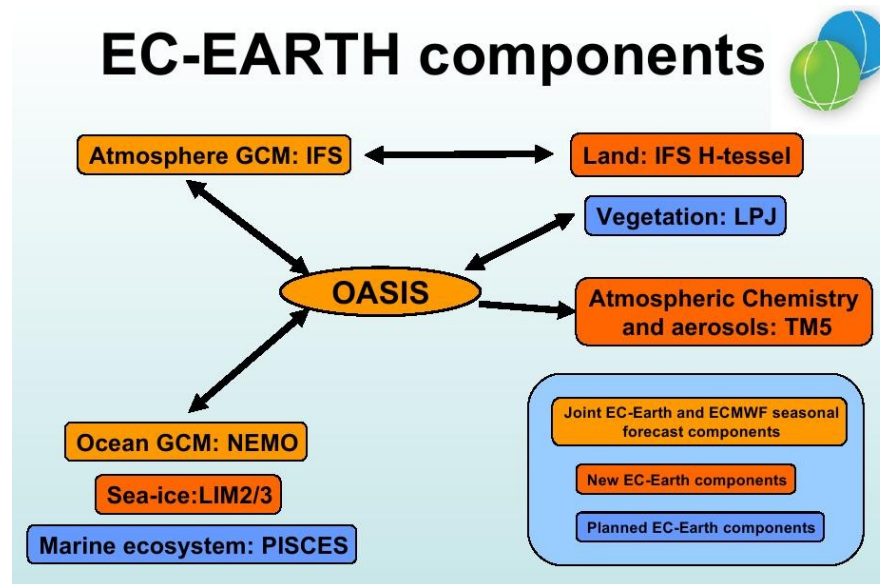 EC-EARTH components
Atmosphere GCM: IFS
Land: IFS H-tessel
Vegetation: LPJ
OASIS
Atmospheric Chemistry
and aerosols: TM5
Ocean GCM: NEMO
Sea-ice:LIM2/3
Marine ecosystem: PISCES
Joint EC-Earth and ECMWF seasonal
forecast components
New EC-Earth components
Planned EC-Earth components